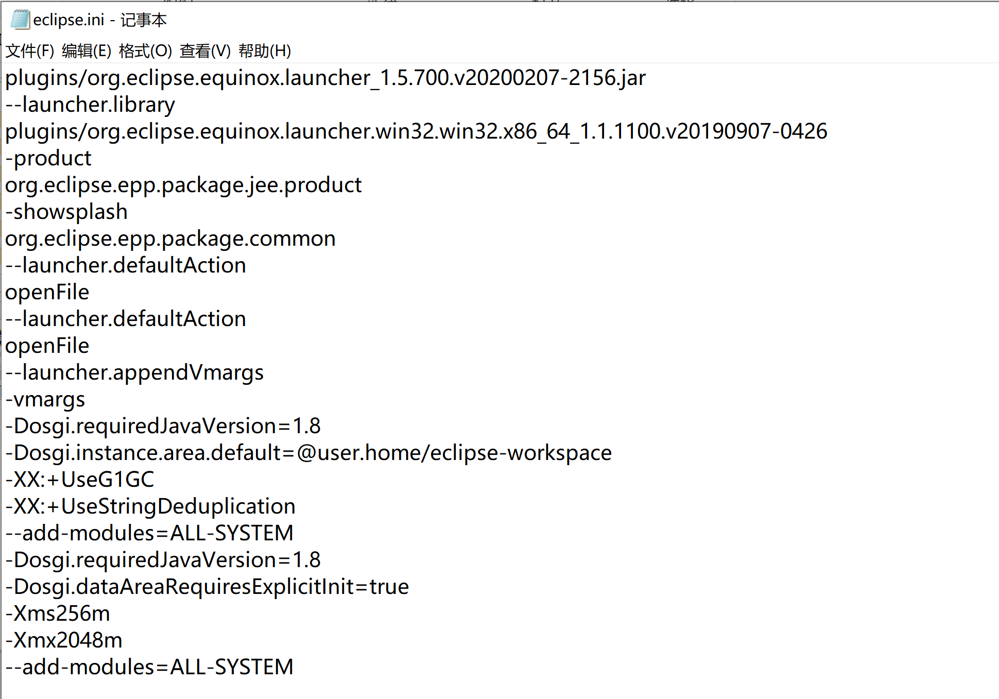 eclipse.ini - 记事本
文件(F) 编辑(E) 格式(O) 查看(V) 帮助(H)
plugins/org.eclipse.equinox.launcher_1.5.700.v20200207-2156.jar
--launcher.library
plugins/org.eclipse.equinox.launcher.win32.win32.x86_64_1.1.1100.v20190907-0426
-product
org.eclipse.epp.package.jee.product
-showsplash
org.eclipse.epp.package.common
--launcher.defaultAction
openFile
--launcher.defaultAction
openFile
--launcher.appendVmargs
-vmargs
-Dosgi.requiredJavaVersion=1.8
-Dosgi.instance.area.default=@user.home/eclipse-workspace
-XX:+UseG1GC
-XX:+UseStringDeduplication
--add-modules=ALL-SYSTEM
-Dosgi.requiredJavaVersion=1.8
-Dosgi.dataAreaRequiresExplicitInit=true
-Xms256m
-Xmx2048m
--add-modules=ALL-SYSTEM